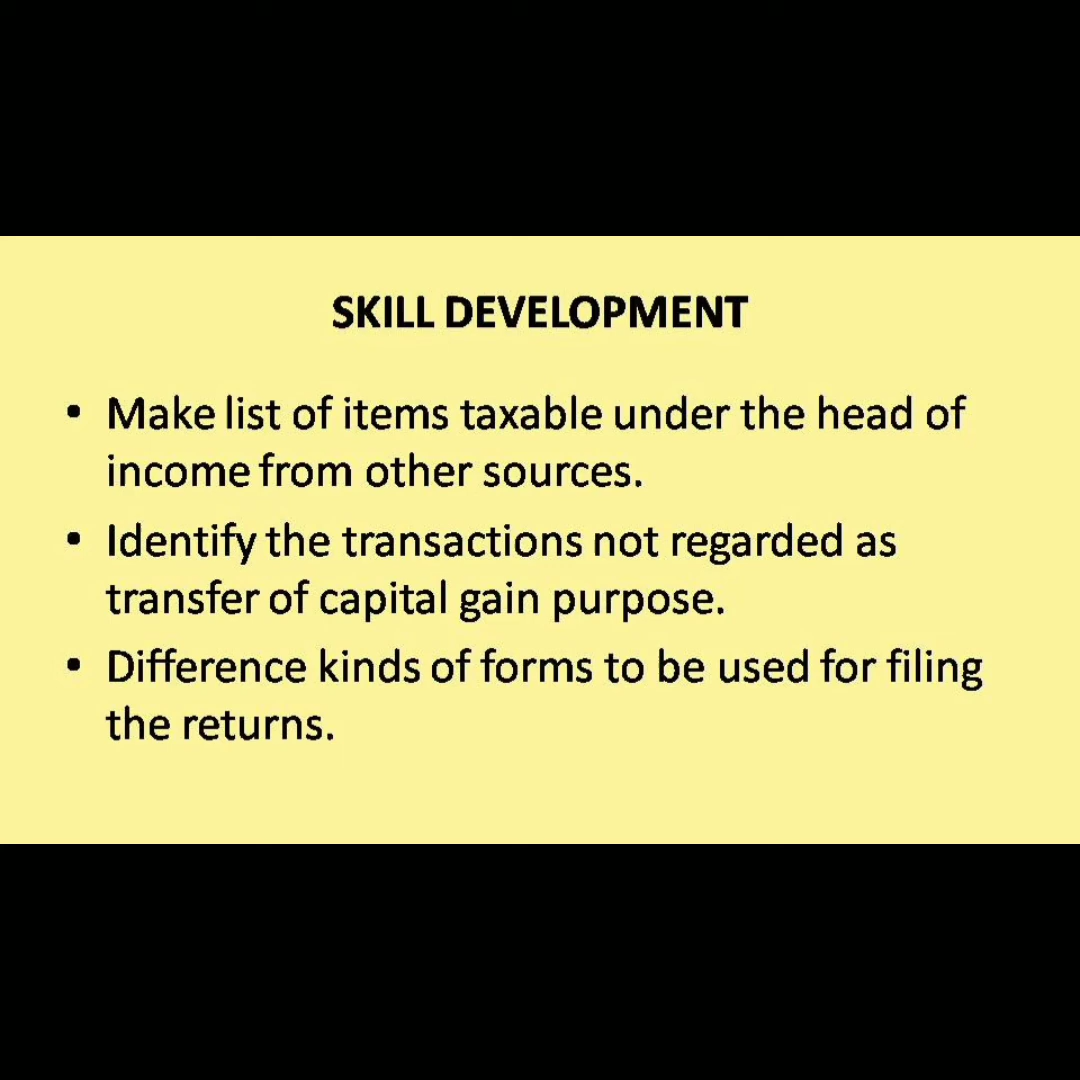 SKILL DEVELOPMENT
• Make list of items taxable under the head of
income from other sources.
• Identify the transactions not regarded as
transfer of capital gain purpose.
• Difference kinds of forms to be used for filing
the returns.